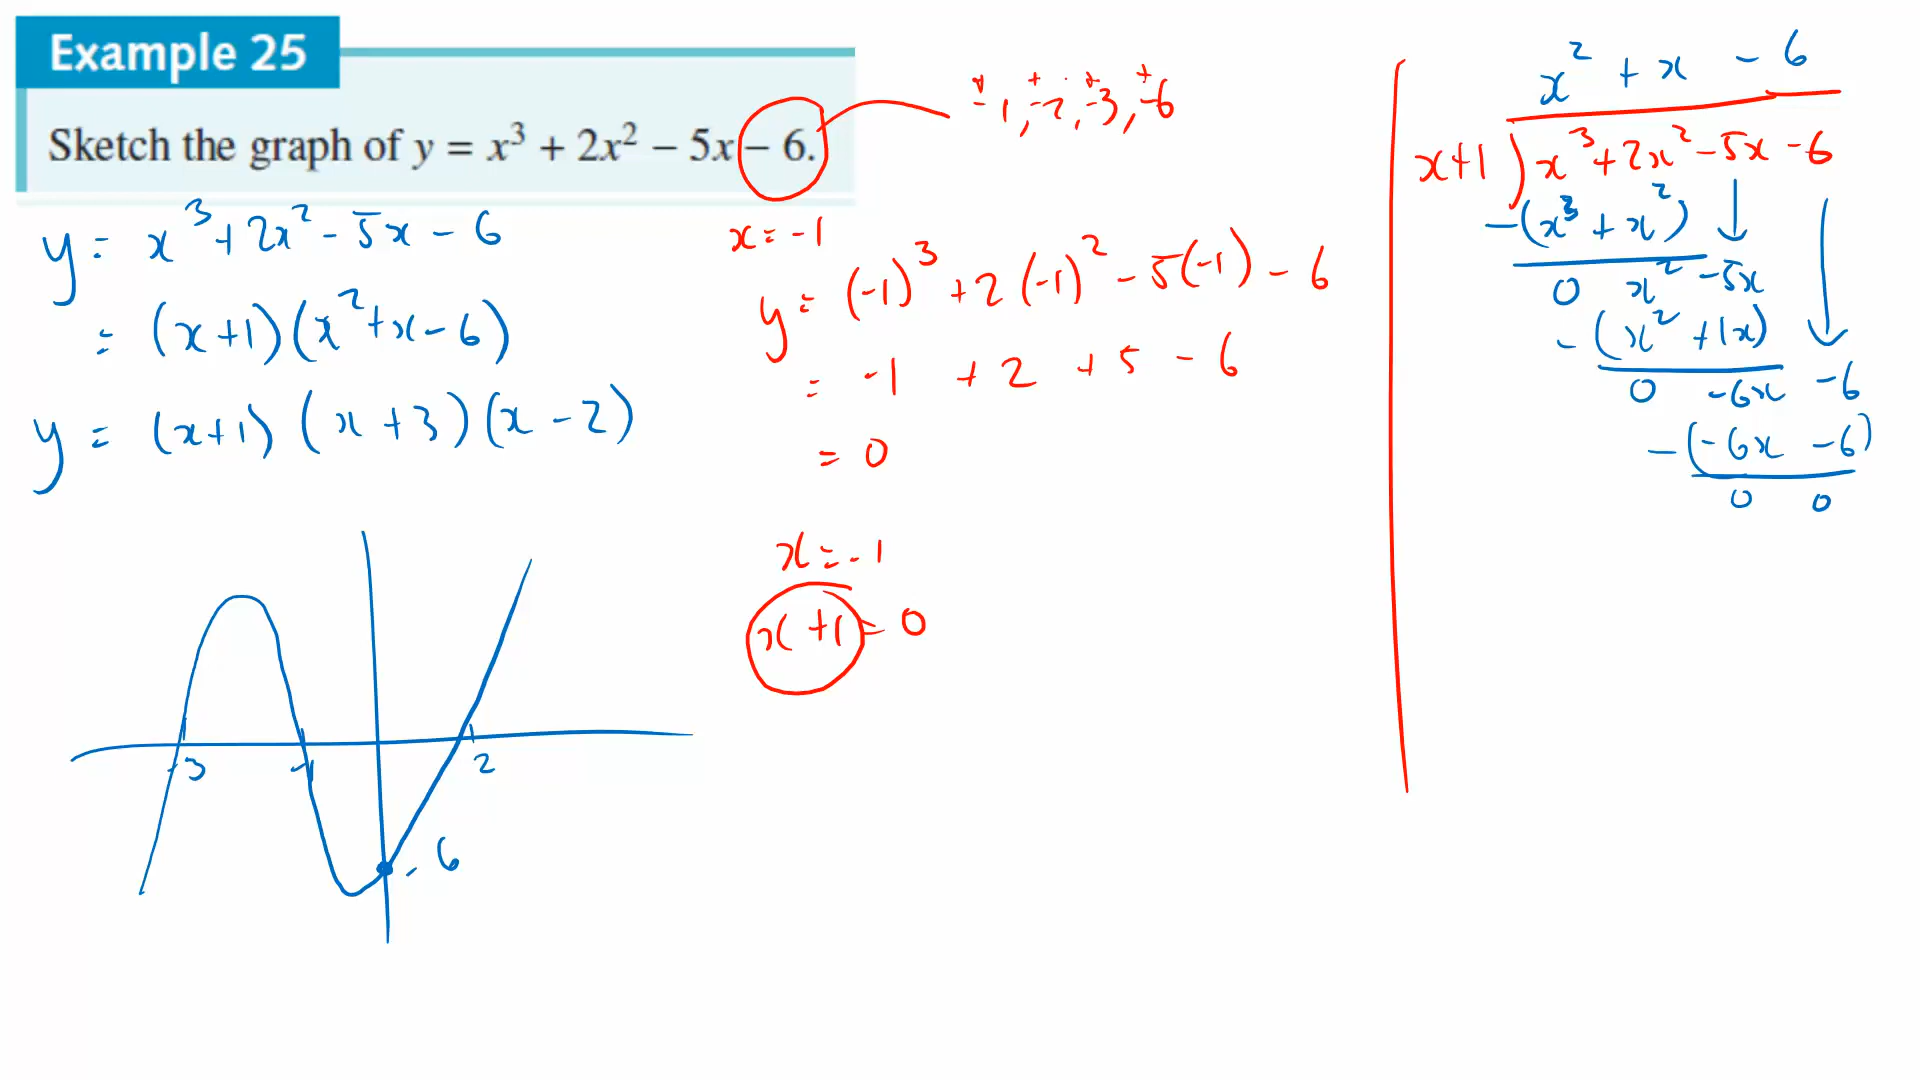 Example 25
Sketch the graph of y = x³ + 2x² − 5x − 6.
±1, ±2, ±3, ±6
y = x³ + 2x² - 5x - 6
= (x+1)(x² + x - 6)
y = (x+1) (x + 3)(x - 2)
-3 -1 2
-6
x = -1
y = (-1)³ + 2(-1)² - 5(-1) - 6
= -1 + 2 + 5 - 6
= 0
x = -1
x + 1 = 0
x² + x - 6
x+1 ) x³ + 2x² - 5x - 6
-(x³ + x²)
0 x² - 5x
-(x² + 1x)
0 -6x -6
-(-6x -6)
0 0